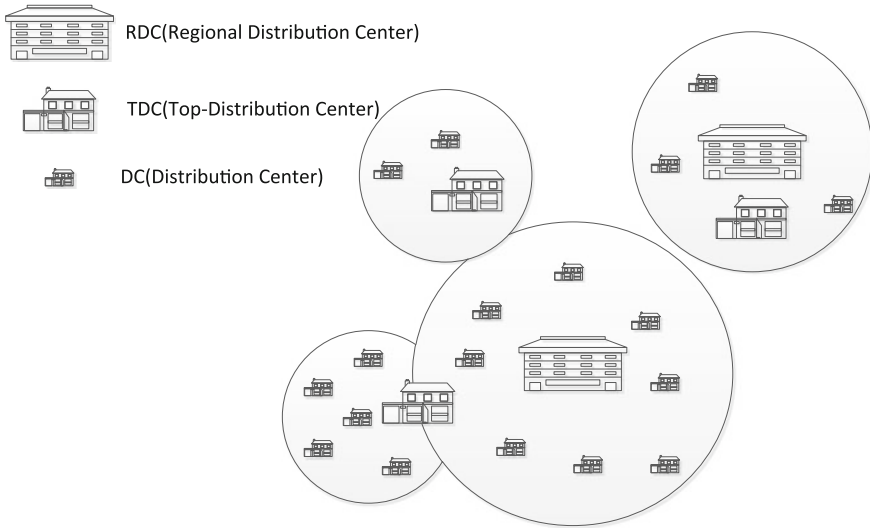 RDC(Regional Distribution Center)
TDC(Top-Distribution Center)
DC(Distribution Center)